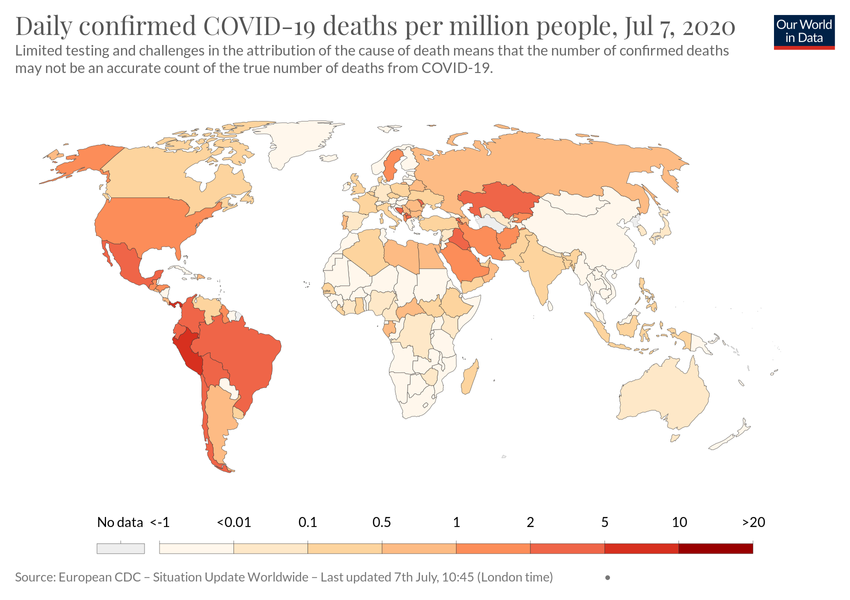 Daily confirmed COVID-19 deaths per million people, Jul 7, 2020
Our World
in Data
Limited testing and challenges in the attribution of the cause of death means that the number of confirmed deaths
may not be an accurate count of the true number of deaths from COVID-19.
No data <-1 <0.01 0.1 0.5 1 2 5 10 >20
Source: European CDC – Situation Update Worldwide – Last updated 7th July, 10:45 (London time) •